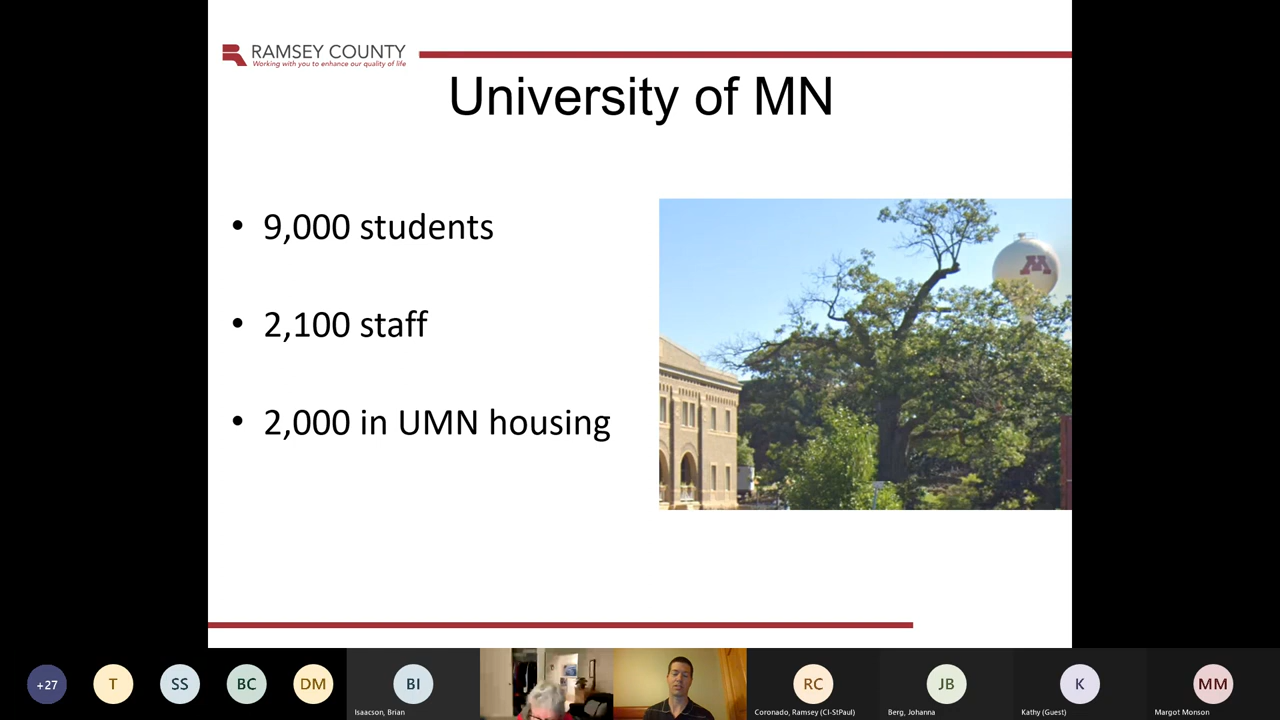 RAMSEY COUNTY
Working with you to enhance our quality of life
University of MN
• 9,000 students
• 2,100 staff
• 2,000 in UMN housing
M
+27
T
SS
BC
DM
BI
RC
JB
K
MM
Isaacson, Brian
Coronado, Ramsey (CI-StPaul)
Berg, Johanna
Kathy (Guest)
Margot Monson